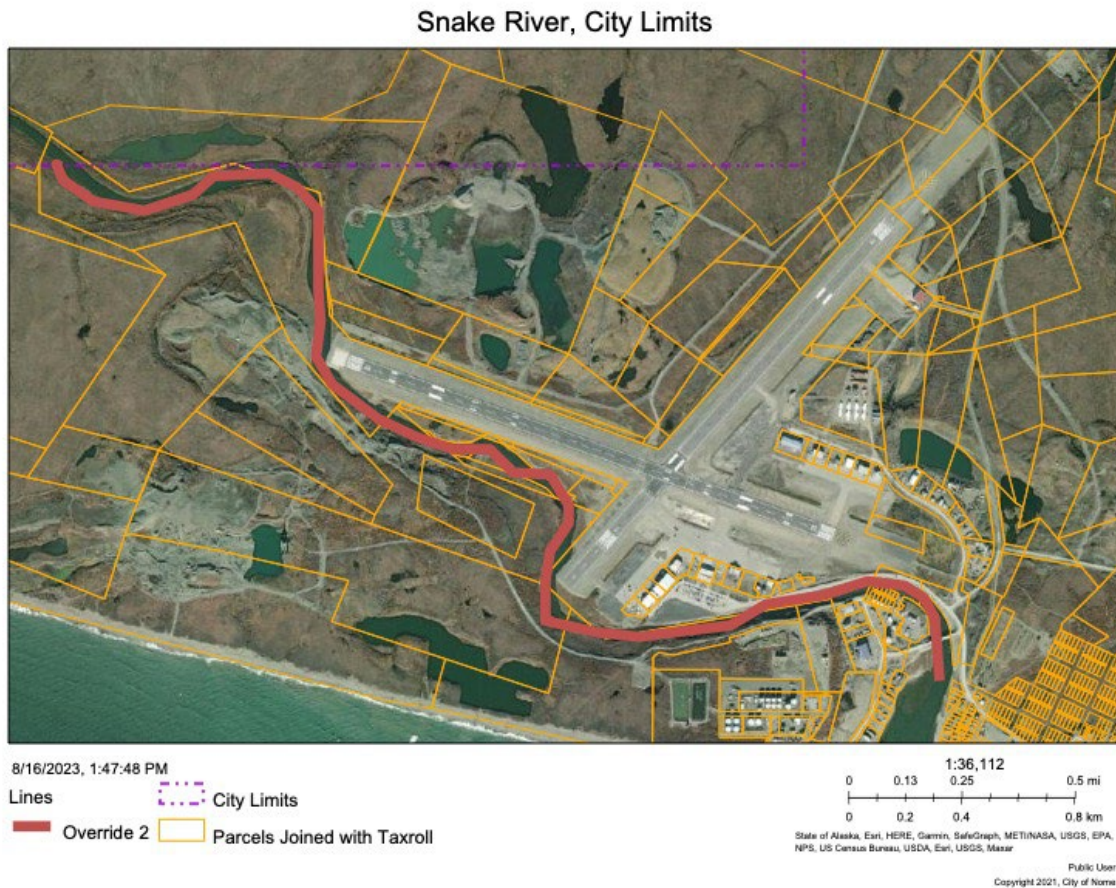 Snake River, City Limits
8/16/2023, 1:47:48 PM
Lines
Override 2
City Limits
Parcels Joined with Taxroll
1:36,112
0 0.13 0.25 0.5 mi
0 0.2 0.4 0.8 km
State of Alaska, Esri, HERE, Garmin, SafeGraph, METI/NASA, USGS, EPA,
NPS, US Census Bureau, USDA, Esri, USGS, Maxar
Public User
Copyright 2021, City of Nome